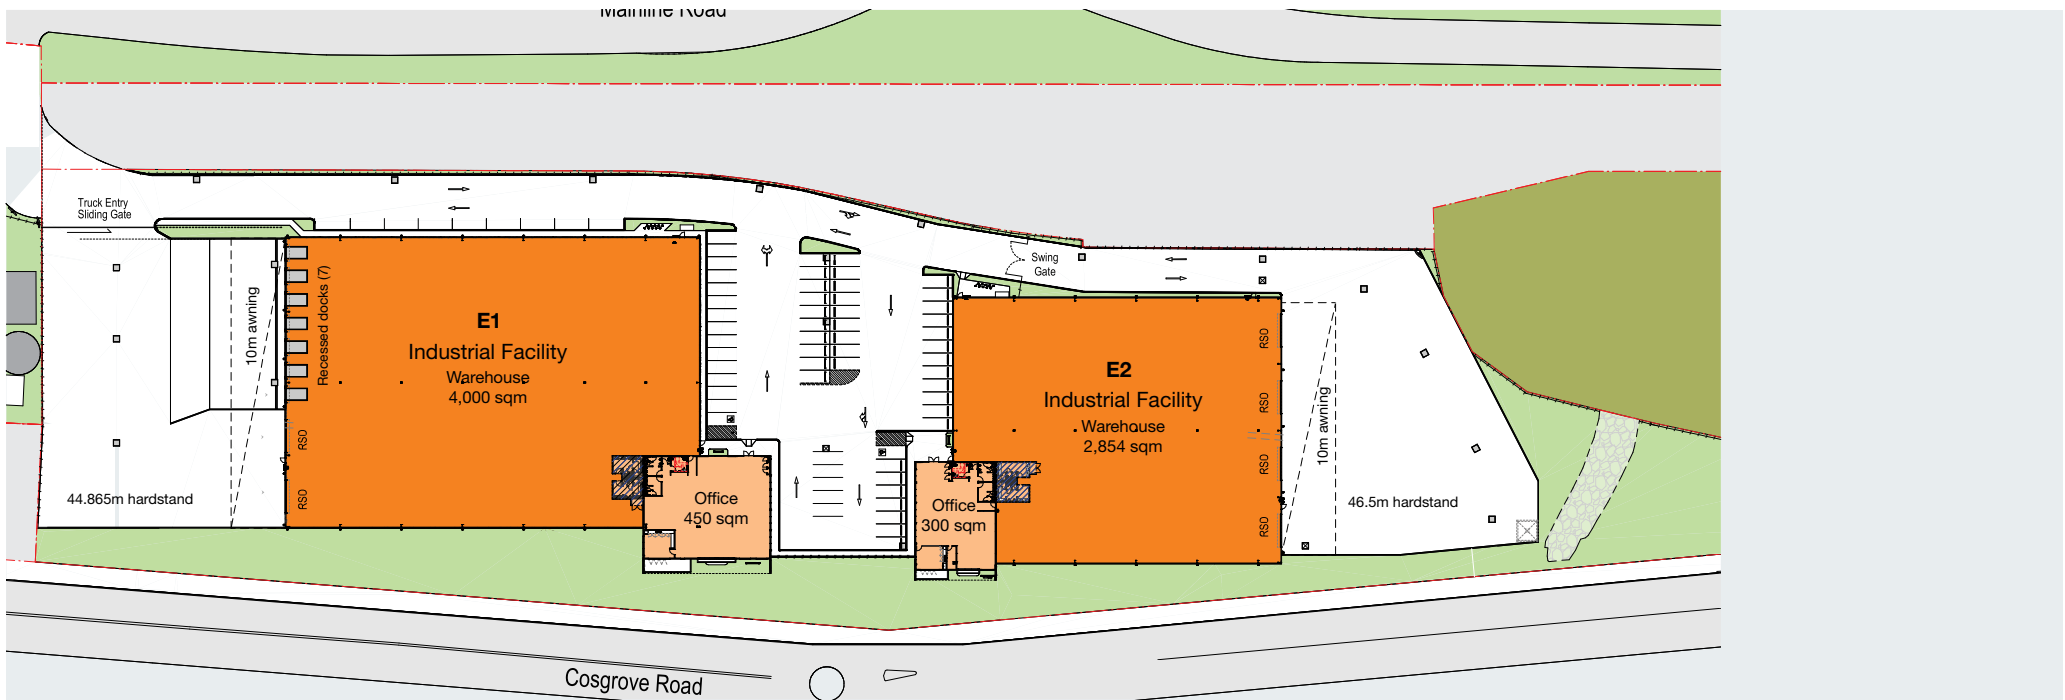 Mainline Road
Truck Entry
Sliding Gate
10m awning
Recessed docks (7)
E1
Industrial Facility
Warehouse
4,000 sqm
RSD
RSD
44.865m hardstand
Office
450 sqm
Swing
Gate
E2
Industrial Facility
Warehouse
2,854 sqm
Office
300 sqm
RSD
RSD
RSD
RSD
10m awning
46.5m hardstand
Cosgrove Road